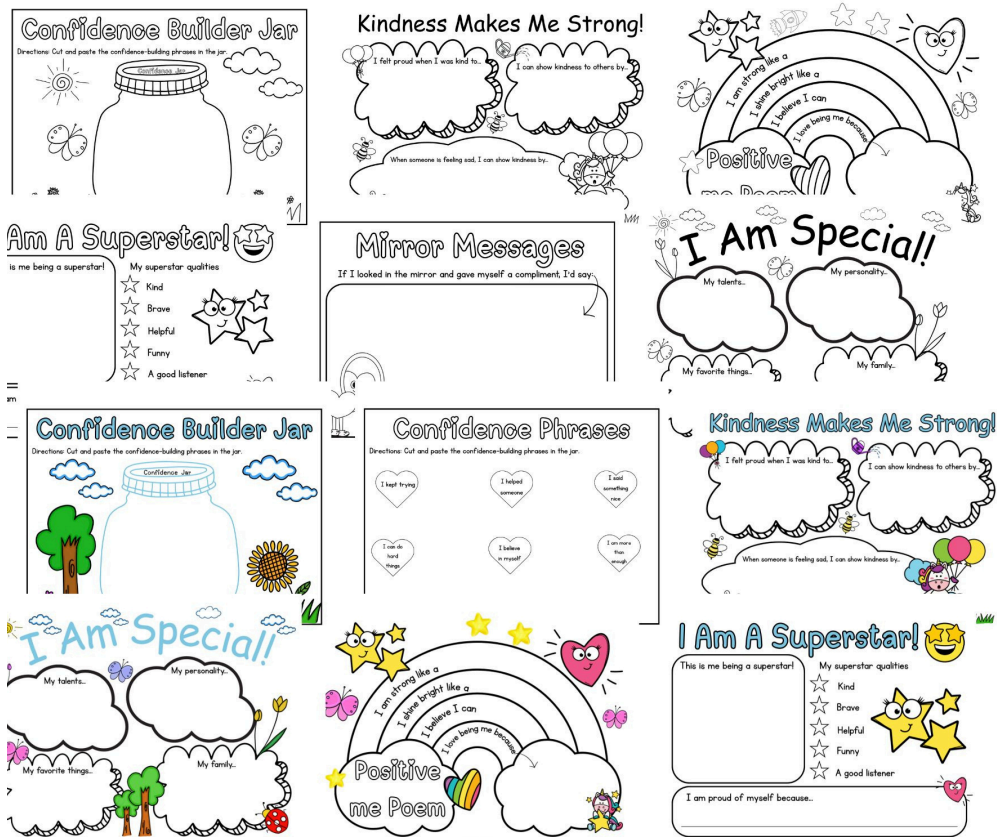 Confidence Builder Jar
Directions: Cut and paste the confidence-building phrases in the jar.
Confidence Jar
Kindness Makes Me Strong!
I felt proud when I was kind to...
I can show kindness to others by...
When someone is feeling sad, I can show kindness by...
I am strong like a
I shine bright like a
I believe I can
I love being me because
Positive
me Poem
Am A Superstar!
is me being a superstar!
My superstar qualities
Kind
Brave
Helpful
Funny
A good listener
am
Mirror Messages
If I looked in the mirror and gave myself a compliment, I'd say:
I Am Special!
My talents...
My personality...
My favorite things...
My family...
Confidence Builder Jar
Directions: Cut and paste the confidence-building phrases in the jar.
Confidence Jar
Confidence Phrases
Directions: Cut and paste the confidence-building phrases in the jar.
I kept trying
I helped
someone
I said
something
nice
I can do
hard
things
I believe
in myself
I am more
than
enough
Kindness Makes Me Strong!
I felt proud when I was kind to...
I can show kindness to others by...
When someone is feeling sad, I can show kindness by...
I Am Special!
My talents...
My personality...
My favorite things...
My family...
I am strong like a
I shine bright like a
I believe I can
I love being me because
Positive
me Poem
I Am A Superstar!
This is me being a superstar!
My superstar qualities
Kind
Brave
Helpful
Funny
A good listener
I am proud of myself because...